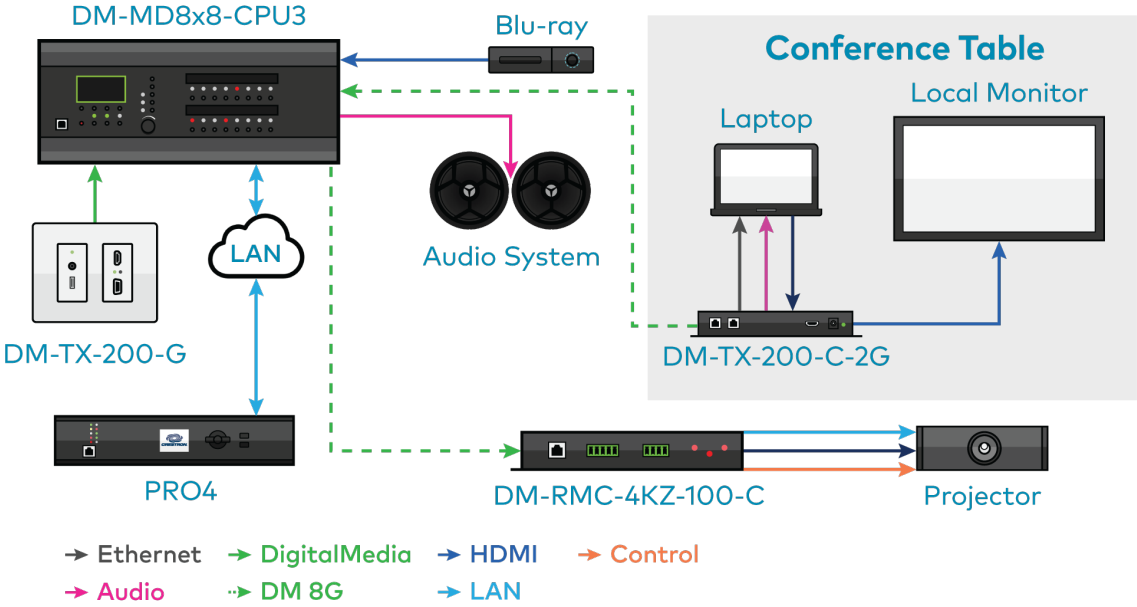 DM-MD8x8-CPU3
Blu-ray
Conference Table
Local Monitor
Laptop
LAN
Audio System
DM-TX-200-G
DM-TX-200-C-2G
CRESTRON
PRO4
DM-RMC-4KZ-100-C
Projector
Ethernet
DigitalMedia
HDMI
Control
Audio
DM 8G
LAN